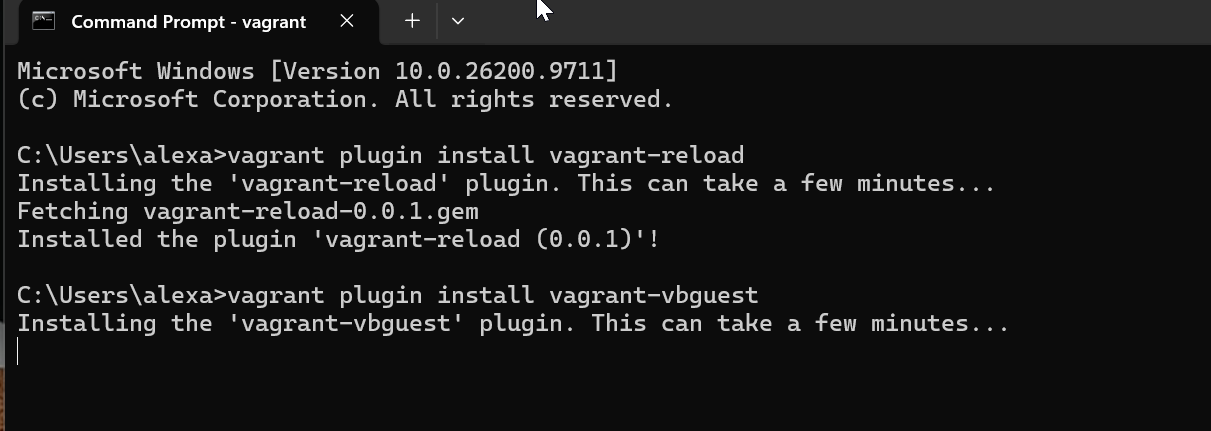 Command Prompt - vagrant
Microsoft Windows [Version 10.0.26200.9711]
(c) Microsoft Corporation. All rights reserved.
C:\Users\alexa>vagrant plugin install vagrant-reload
Installing the 'vagrant-reload' plugin. This can take a few minutes...
Fetching vagrant-reload-0.0.1.gem
Installed the plugin 'vagrant-reload (0.0.1)'!
C:\Users\alexa>vagrant plugin install vagrant-vbguest
Installing the 'vagrant-vbguest' plugin. This can take a few minutes...